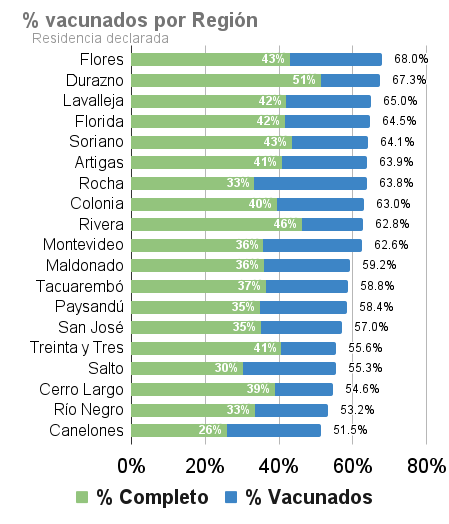 % vacunados por Región
Residencia declarada
Flores 43% 68.0%
Durazno 51% 67.3%
Lavalleja 42% 65.0%
Florida 42% 64.5%
Soriano 43% 64.1%
Artigas 41% 63.9%
Rocha 33% 63.8%
Colonia 40% 63.0%
Rivera 46% 62.8%
Montevideo 36% 62.6%
Maldonado 36% 59.2%
Tacuarembó 37% 58.8%
Paysandú 35% 58.4%
San José 35% 57.0%
Treinta y Tres 41% 55.6%
Salto 30% 55.3%
Cerro Largo 39% 54.6%
Río Negro 33% 53.2%
Canelones 26% 51.5%
0% 20% 40% 60% 80%
% Completo % Vacunados